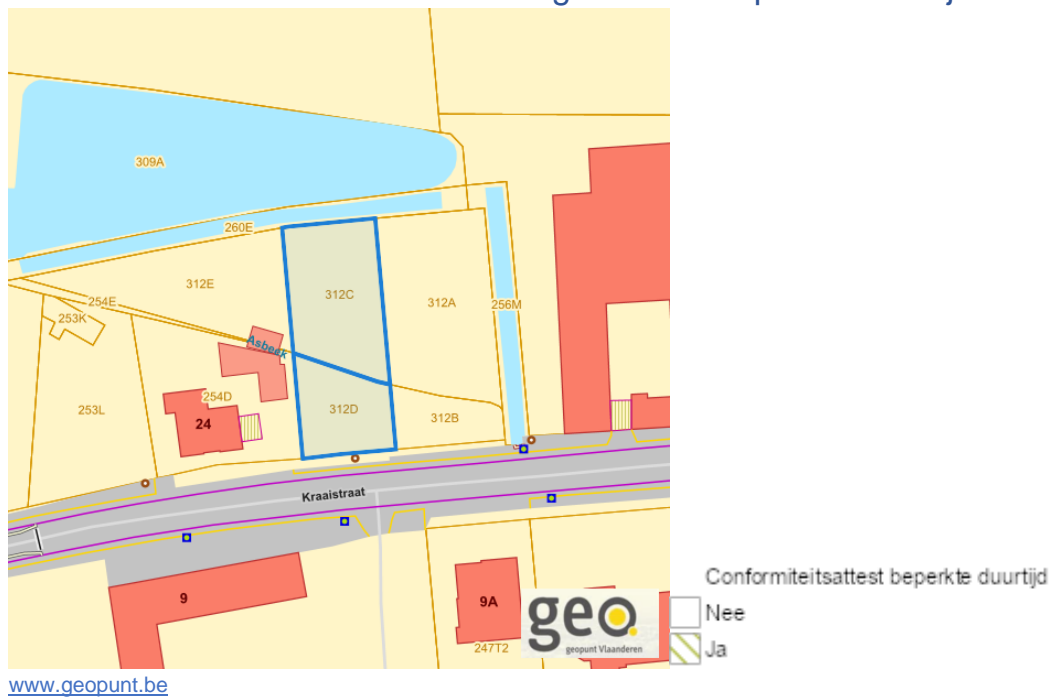 309A
260E
312E
312C
312A
256M
254E
253K
Asbeek
253L
254D
24
312D
312B
Kraaistraat
9
9A
247T2
geo.
geopunt Vlaanderen
Conformiteitsattest beperkte duurtijd
Nee
Ja
www.geopunt.be